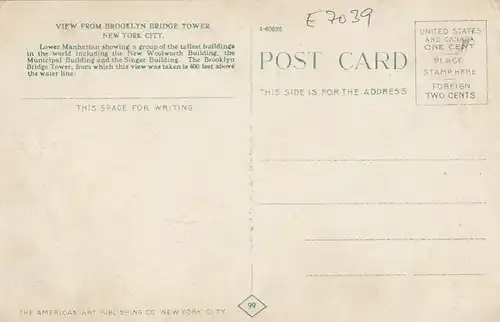 VIEW FROM BROOKLYN BRIDGE TOWER
NEW YORK CITY.
Lower Manhattan showing a group of the tallest buildings
in the world including the New Woolworth Building, the
Municipal Building and the Singer Building. The Brooklyn
Bridge Tower, from which this view was taken is 400 feet above
the water line.
THIS SPACE FOR WRITING
THE AMERICAN ART PUBLISHING CO. NEW YORK CITY.
99
E 7039
POST CARD
THIS SIDE IS FOR THE ADDRESS
UNITED STATES
AND CANADA
ONE CENT
PLACE
STAMP HERE
FOREIGN
TWO CENTS